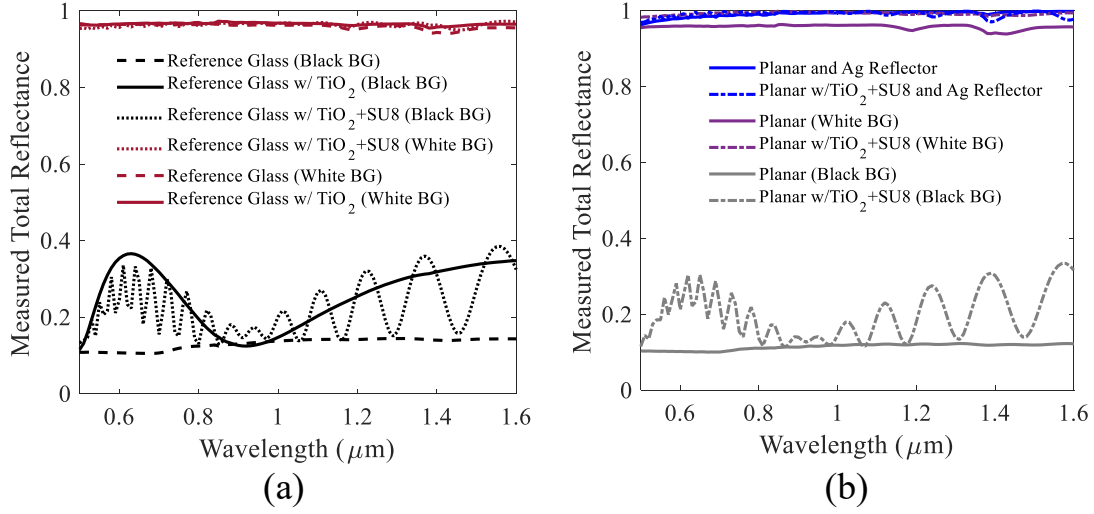 Measured Total Reflectance
1
0.8
0.6
0.4
0.2
0
Reference Glass (Black BG)
Reference Glass w/ TiO2 (Black BG)
Reference Glass w/ TiO2+SU8 (Black BG)
Reference Glass w/ TiO2+SU8 (White BG)
Reference Glass (White BG)
Reference Glass w/ TiO2 (White BG)
0.6 0.8 1 1.2 1.4 1.6
Wavelength (μm)
(a)
Measured Total Reflectance
1
0.8
0.6
0.4
0.2
0
Planar and Ag Reflector
Planar w/TiO2+SU8 and Ag Reflector
Planar (White BG)
Planar w/TiO2+SU8 (White BG)
Planar (Black BG)
Planar w/TiO2+SU8 (Black BG)
0.6 0.8 1 1.2 1.4 1.6
Wavelength (μm)
(b)